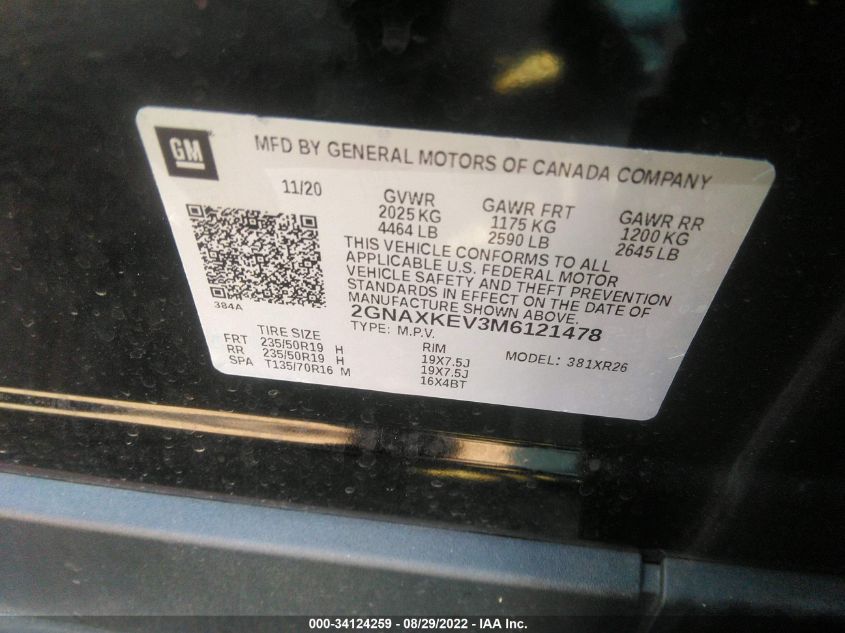 GM
MFD BY GENERAL MOTORS OF CANADA COMPANY
11/20
GVWR GAWR FRT GAWR RR
2025 KG 1175 KG 1200 KG
4464 LB 2590 LB 2645 LB
THIS VEHICLE CONFORMS TO ALL
APPLICABLE U.S. FEDERAL MOTOR
VEHICLE SAFETY AND THEFT PREVENTION
STANDARDS IN EFFECT ON THE DATE OF
MANUFACTURE SHOWN ABOVE.
384A
2GNAXKEV3M6121478
TYPE: M.P.V. MODEL: 381XR26
TIRE SIZE RIM
FRT 235/50R19 H 19X7.5J
RR 235/50R19 H 19X7.5J
SPA T135/70R16 M 16X4BT
000-34124259 - 08/29/2022 - IAA Inc.